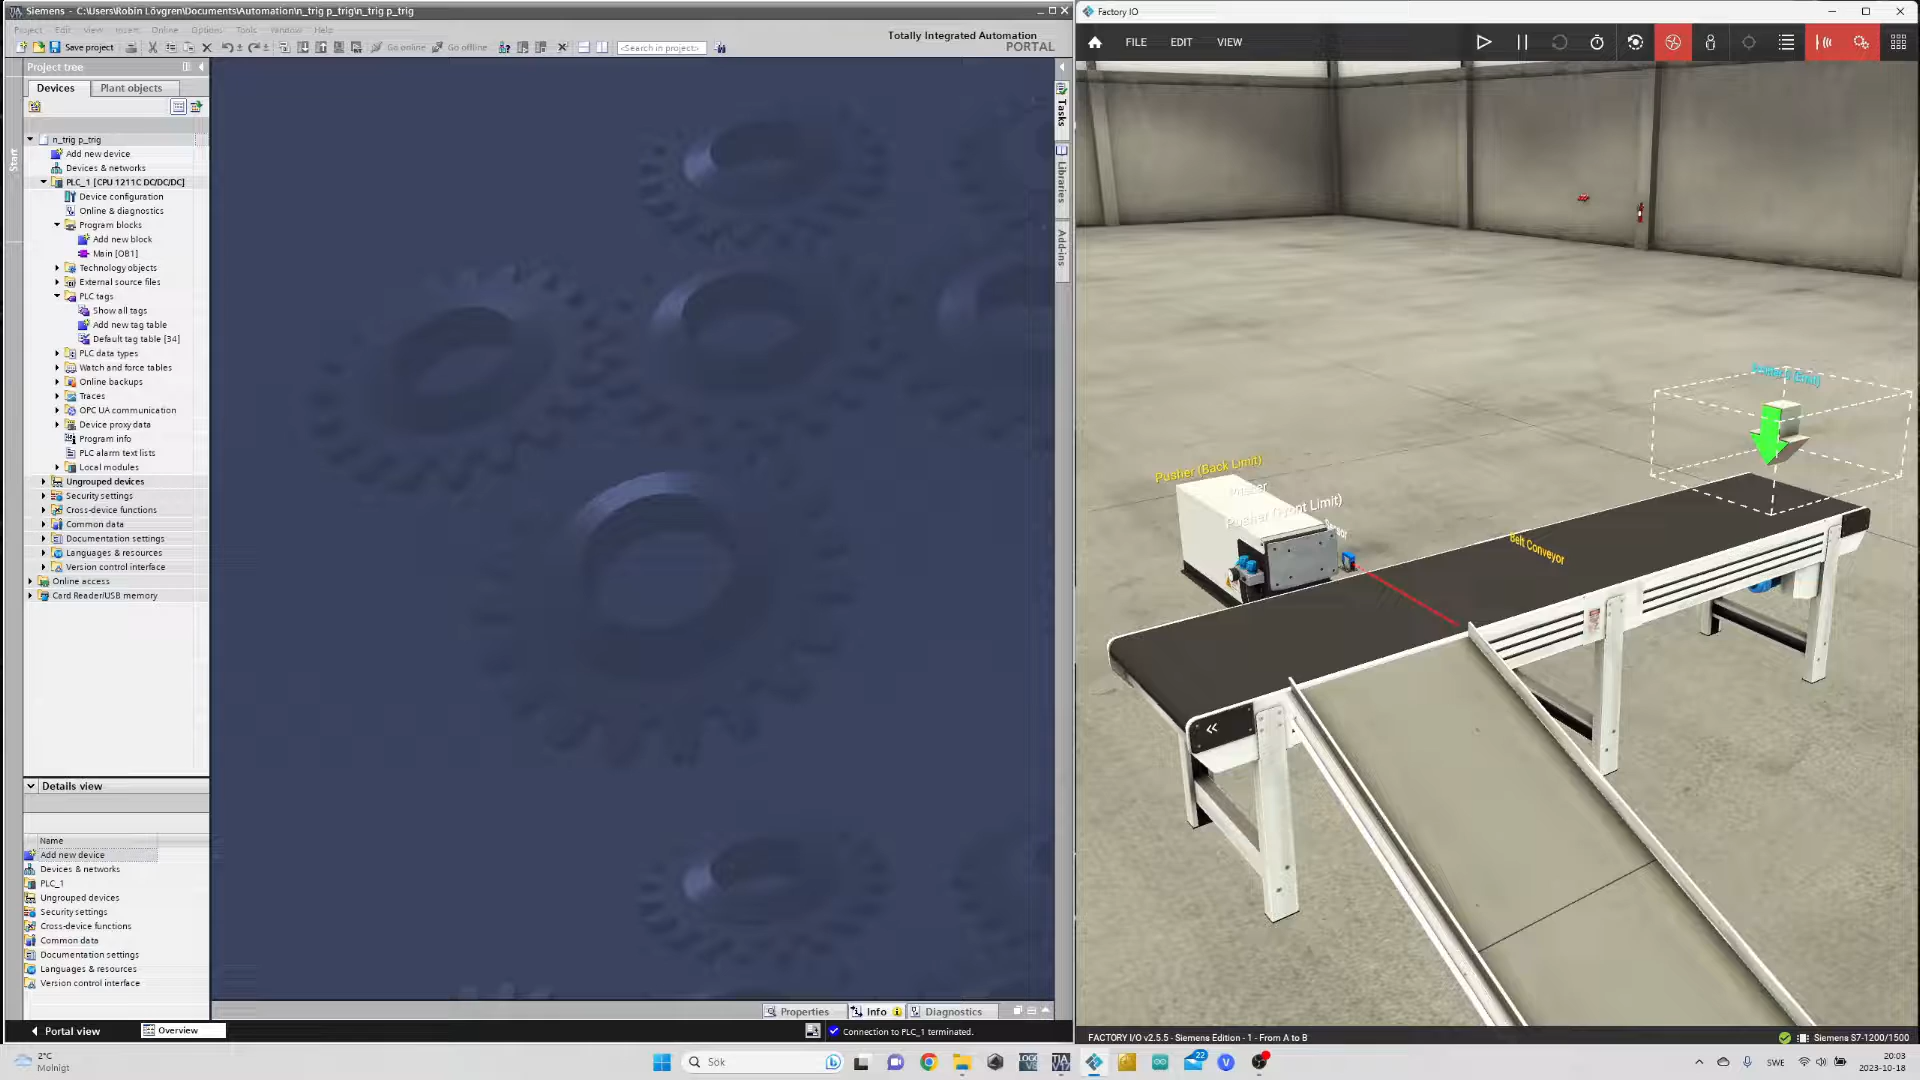 Siemens - C:\Users\Robin Lövgren\Documents\Automation\n_trig p_trig\n_trig p_trig
Project Edit View Insert Online Options Tools Window Help
Save project
Go online
Go offline
<Search in project>
Totally Integrated Automation
PORTAL
Project tree
Devices
Plant objects
n_trig p_trig
Add new device
Devices & networks
PLC_1 [CPU 1211C DC/DC/DC]
Device configuration
Online & diagnostics
Program blocks
Add new block
Main [OB1]
Technology objects
External source files
PLC tags
Show all tags
Add new tag table
Default tag table [34]
PLC data types
Watch and force tables
Online backups
Traces
OPC UA communication
Device proxy data
Program info
PLC alarm text lists
Local modules
Ungrouped devices
Security settings
Cross-device functions
Common data
Documentation settings
Languages & resources
Version control interface
Online access
Card Reader/USB memory
Start
Tasks
Libraries
Add-ins
Details view
Name
Add new device
Devices & networks
PLC_1
Ungrouped devices
Security settings
Cross-device functions
Common data
Documentation settings
Languages & resources
Version control interface
Properties
Info
Diagnostics
Portal view
Overview
Connection to PLC_1 terminated.
Factory IO
FILE EDIT VIEW
Pusher (Back Limit)
Pusher
Pusher (Front Limit)
Belt Conveyor
FACTORY I/O v2.5.5 - Siemens Edition - 1 - From A to B
Siemens S7-1200/1500
2°C
Molnigt
Sök
22
SWE
20:03
2023-10-18